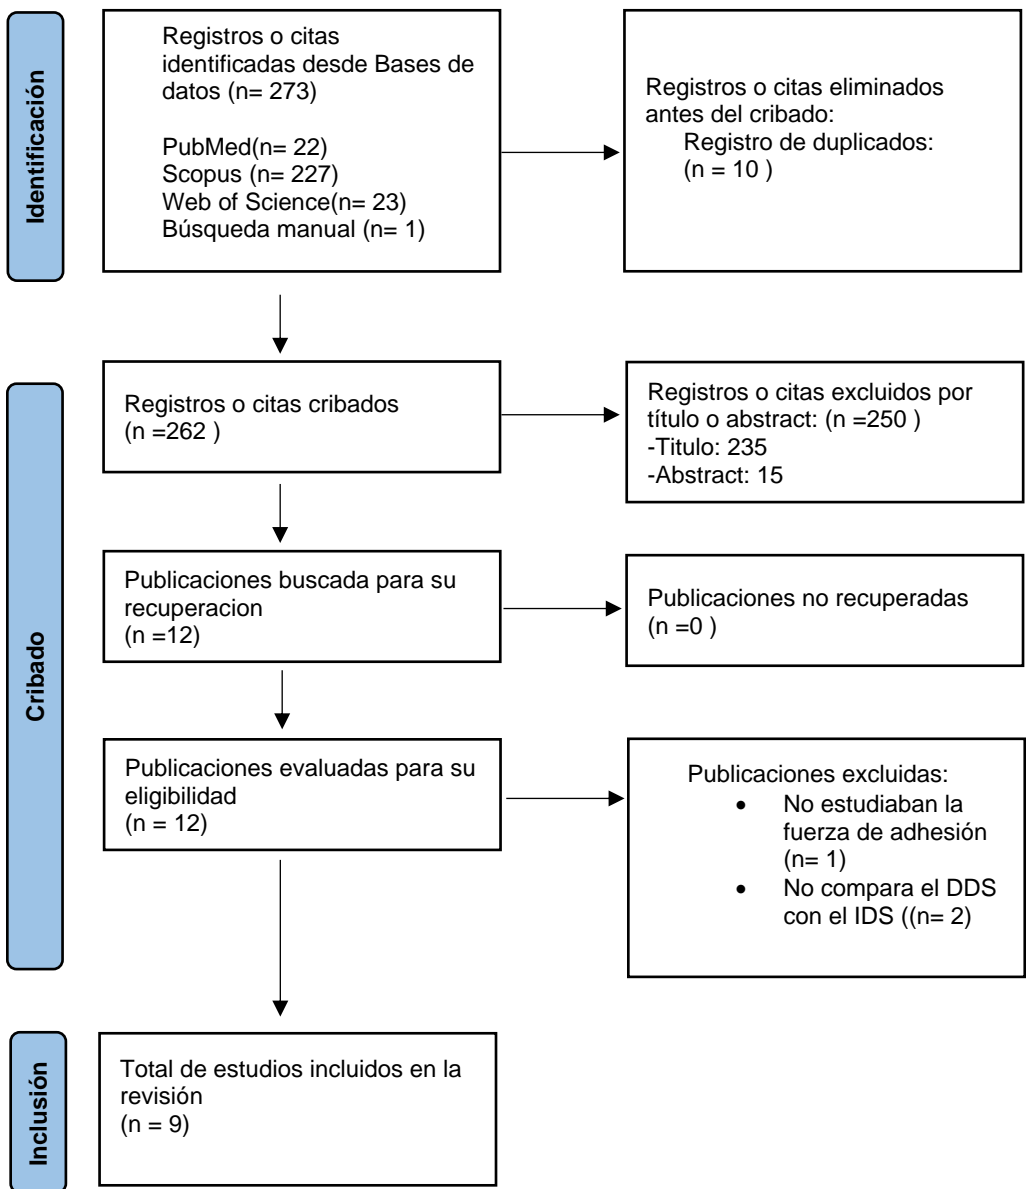 Identificación
Registros o citas
identificadas desde Bases de
datos (n= 273)
PubMed(n= 22)
Scopus (n= 227)
Web of Science(n= 23)
Búsqueda manual (n= 1)
Registros o citas eliminados
antes del cribado:
Registro de duplicados:
(n = 10 )
Cribado
Registros o citas cribados
(n =262 )
Registros o citas excluidos por
título o abstract: (n =250 )
-Titulo: 235
-Abstract: 15
Publicaciones buscada para su
recuperacion
(n =12)
Publicaciones no recuperadas
(n =0 )
Publicaciones evaluadas para su
eligibilidad
(n = 12)
Publicaciones excluidas:
• No estudiaban la
fuerza de adhesión
(n= 1)
• No compara el DDS
con el IDS ((n= 2)
Inclusión
Total de estudios incluidos en la
revisión
(n = 9)